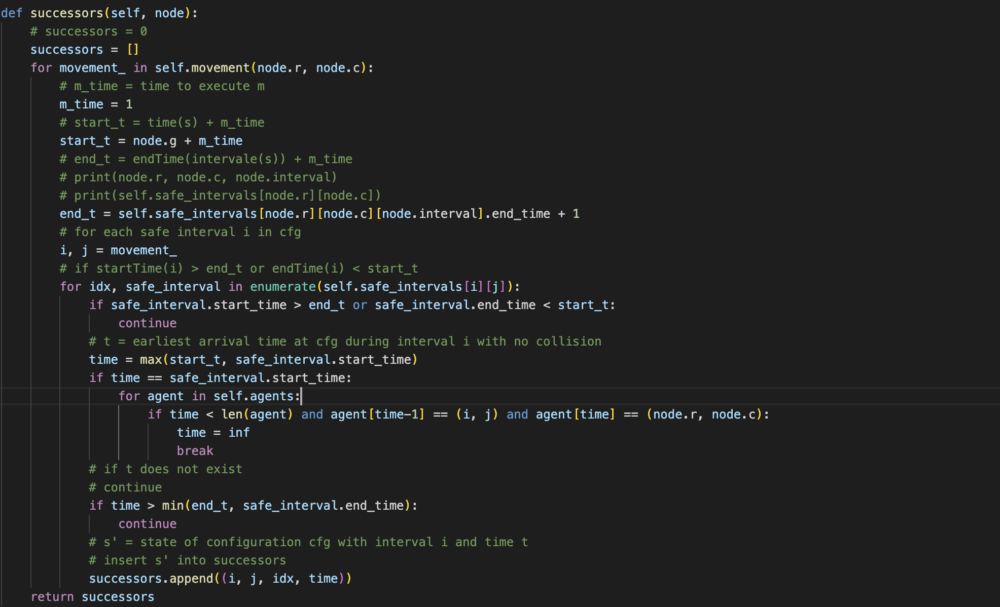 def successors(self, node):
    # successors = 0
    successors = []
    for movement_ in self.movement(node.r, node.c):
        # m_time = time to execute m
        m_time = 1
        # start_t = time(s) + m_time
        start_t = node.g + m_time
        # end_t = endTime(intervale(s)) + m_time
        # print(node.r, node.c, node.interval)
        # print(self.safe_intervals[node.r][node.c])
        end_t = self.safe_intervals[node.r][node.c][node.interval].end_time + 1
        # for each safe interval i in cfg
        i, j = movement_
        # if startTime(i) > end_t or endTime(i) < start_t
        for idx, safe_interval in enumerate(self.safe_intervals[i][j]):
            if safe_interval.start_time > end_t or safe_interval.end_time < start_t:
                continue
            # t = earliest arrival time at cfg during interval i with no collision
            time = max(start_t, safe_interval.start_time)
            if time == safe_interval.start_time:
                for agent in self.agents:
                    if time < len(agent) and agent[time-1] == (i, j) and agent[time] == (node.r, node.c):
                        time = inf
                        break
            # if t does not exist
            # continue
            if time > min(end_t, safe_interval.end_time):
                continue
            # s' = state of configuration cfg with interval i and time t
            # insert s' into successors
            successors.append((i, j, idx, time))
    return successors